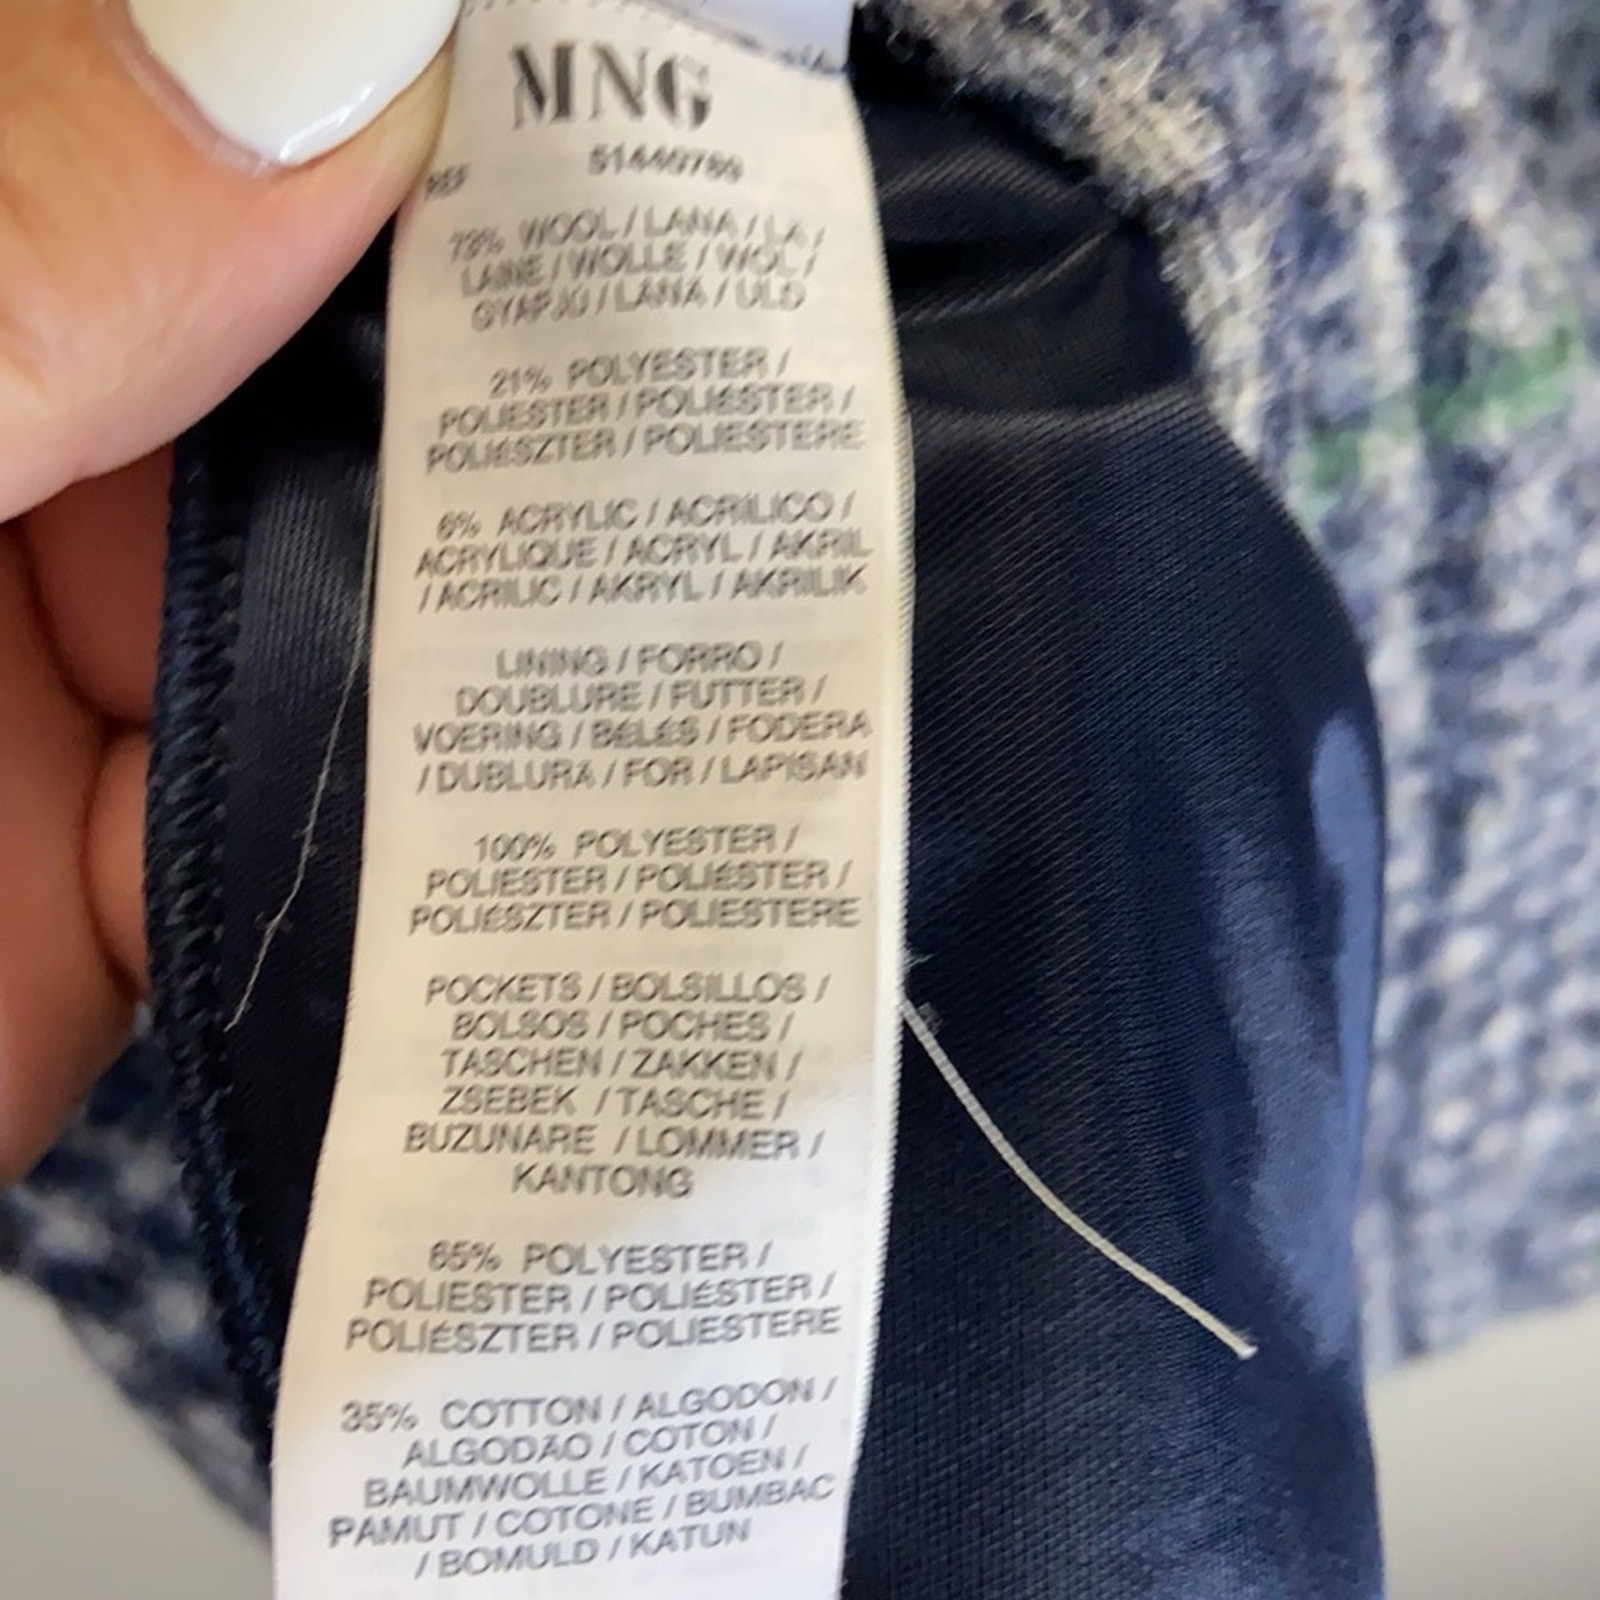 MNG
REF 51440786
73% WOOL / LANA / LÃ /
LAINE / WOLLE / WOL /
GYAPJÚ / LANA / ULD
21% POLYESTER /
POLIESTER / POLIÉSTER /
POLIÉSZTER / POLIESTERE
6% ACRYLIC / ACRÍLICO /
ACRYLIQUE / ACRYL / AKRIL
/ ACRILIC / AKRYL / AKRILIK
LINING / FORRO /
DOUBLURE / FUTTER /
VOERING / BÉLÉS / FODERA
/ DUBLURĂ / FOR / LAPISAN
100% POLYESTER /
POLIESTER / POLIÉSTER /
POLIÉSZTER / POLIESTERE
POCKETS / BOLSILLOS /
BOLSOS / POCHES /
TASCHEN / ZAKKEN /
ZSEBEK / TASCHE /
BUZUNARE / LOMMER /
KANTONG
65% POLYESTER /
POLIESTER / POLIÉSTER /
POLIÉSZTER / POLIESTERE
35% COTTON / ALGODON /
ALGODÃO / COTON /
BAUMWOLLE / KATOEN /
PAMUT / COTONE / BUMBAC
/ BOMULD / KATUN